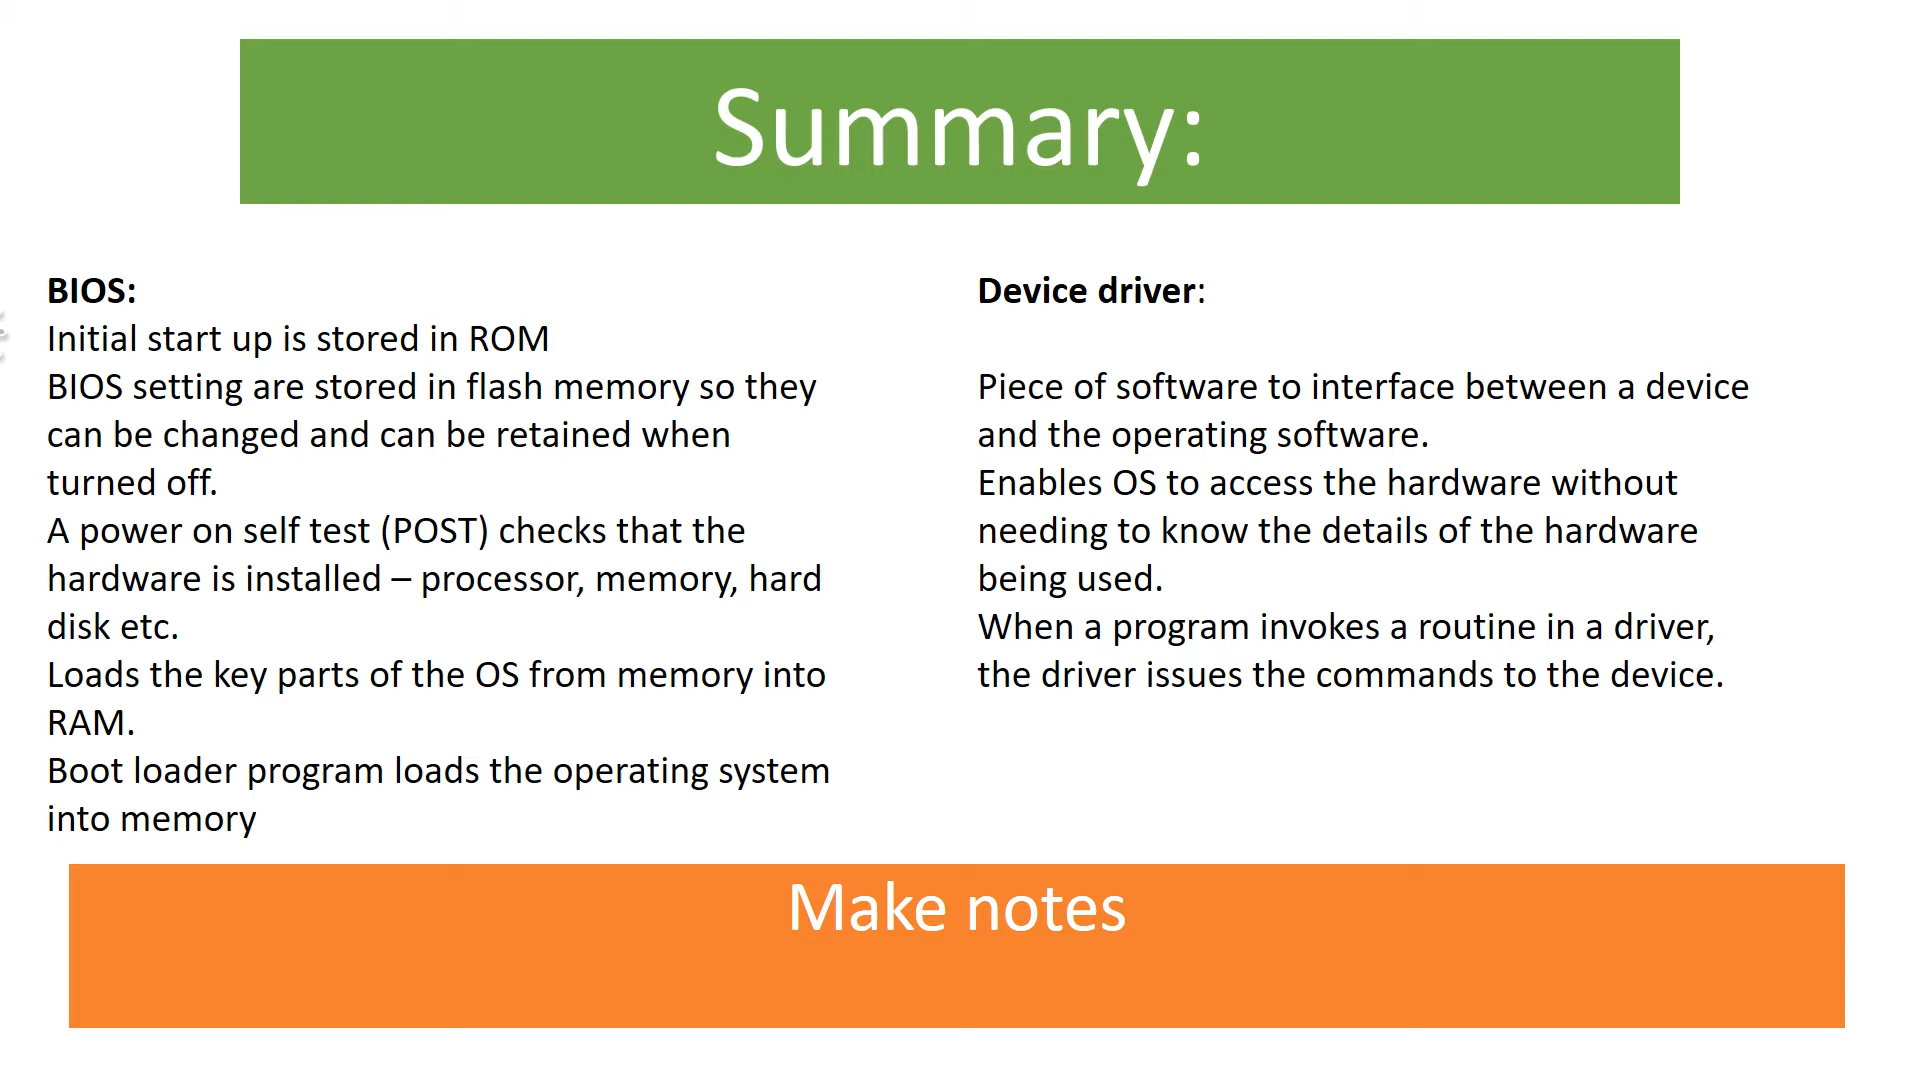 Summary:
BIOS:
Initial start up is stored in ROM
BIOS setting are stored in flash memory so they
can be changed and can be retained when
turned off.
A power on self test (POST) checks that the
hardware is installed – processor, memory, hard
disk etc.
Loads the key parts of the OS from memory into
RAM.
Boot loader program loads the operating system
into memory
Device driver:
Piece of software to interface between a device
and the operating software.
Enables OS to access the hardware without
needing to know the details of the hardware
being used.
When a program invokes a routine in a driver,
the driver issues the commands to the device.
Make notes